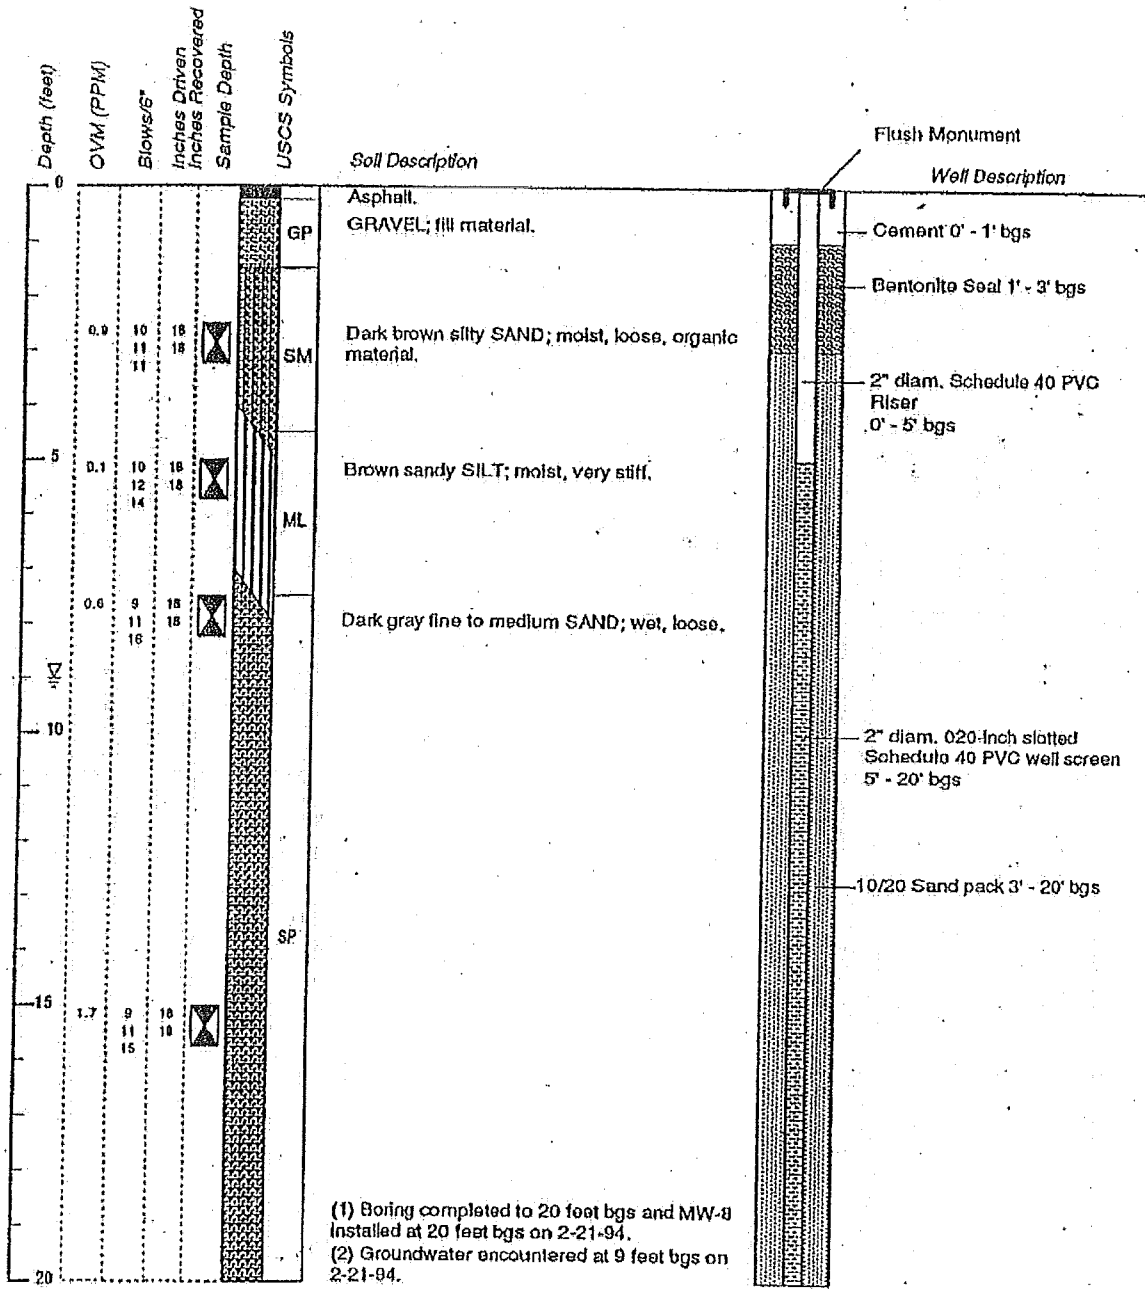 Depth (feet)
OVM (PPM)
Blows/6"
Inches Driven
Inches Recovered
Sample Depth
USCS Symbols
Soil Description
Flush Monument
Well Description
0
Asphalt.
GP
GRAVEL; fill material.
Cement 0' - 1' bgs
Bentonite Seal 1' - 3' bgs
0.9
10
11
11
18
18
SM
Dark brown silty SAND; moist, loose, organic
material.
2" diam. Schedule 40 PVC
Riser
0' - 5' bgs
5
0.1
10
12
14
18
18
Brown sandy SILT; moist, very stiff.
ML
0.6
9
11
16
18
18
Dark gray fine to medium SAND; wet, loose.
10
2" diam. 020-Inch slotted
Schedule 40 PVC well screen
5' - 20' bgs
10/20 Sand pack 3' - 20' bgs
SP
15
1.7
9
11
15
18
(1) Boring completed to 20 feet bgs and MW-8
Installed at 20 feet bgs on 2-21-94.
(2) Groundwater encountered at 9 feet bgs on
2-21-94.
20